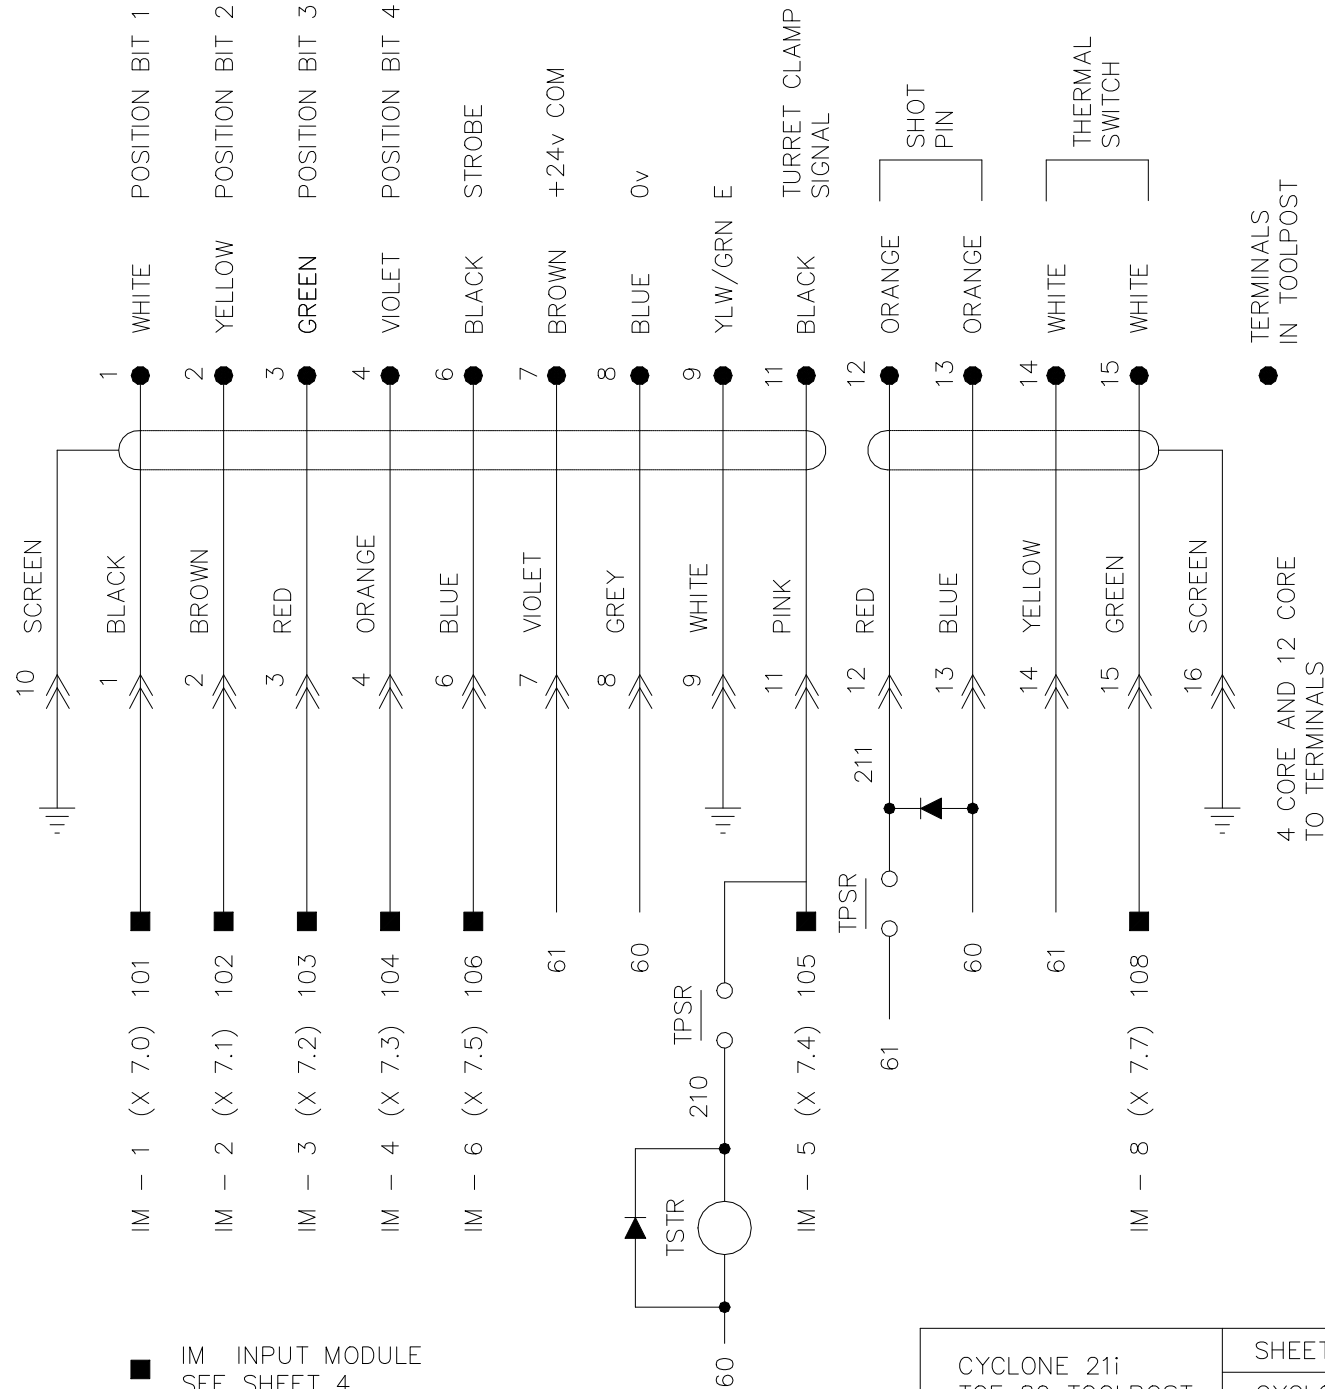 POSITION BIT 1
POSITION BIT 2
POSITION BIT 3
POSITION BIT 4
STROBE
+24v COM
0v
E
TURRET CLAMP
SIGNAL
SHOT
PIN
THERMAL
SWITCH
WHITE
YELLOW
GREEN
VIOLET
BLACK
BROWN
BLUE
YLW/GRN
BLACK
ORANGE
ORANGE
WHITE
WHITE
TERMINALS
IN TOOLPOST
1
2
3
4
6
7
8
9
11
12
13
14
15
SCREEN
BLACK
BROWN
RED
ORANGE
BLUE
VIOLET
GREY
WHITE
PINK
RED
BLUE
YELLOW
GREEN
SCREEN
10
1
2
3
4
6
7
8
9
11
12
13
14
15
16
4 CORE AND 12 CORE
TO TERMINALS
211
TPSR
61
IM - 1 (X 7.0) 101
IM - 2 (X 7.1) 102
IM - 3 (X 7.2) 103
IM - 4 (X 7.3) 104
IM - 6 (X 7.5) 106
61
60
TPSR
210
TSTR
60
IM - 5 (X 7.4) 105
60
61
IM - 8 (X 7.7) 108
IM INPUT MODULE
SEE SHEET 4
CYCLONE 21i
SHEET